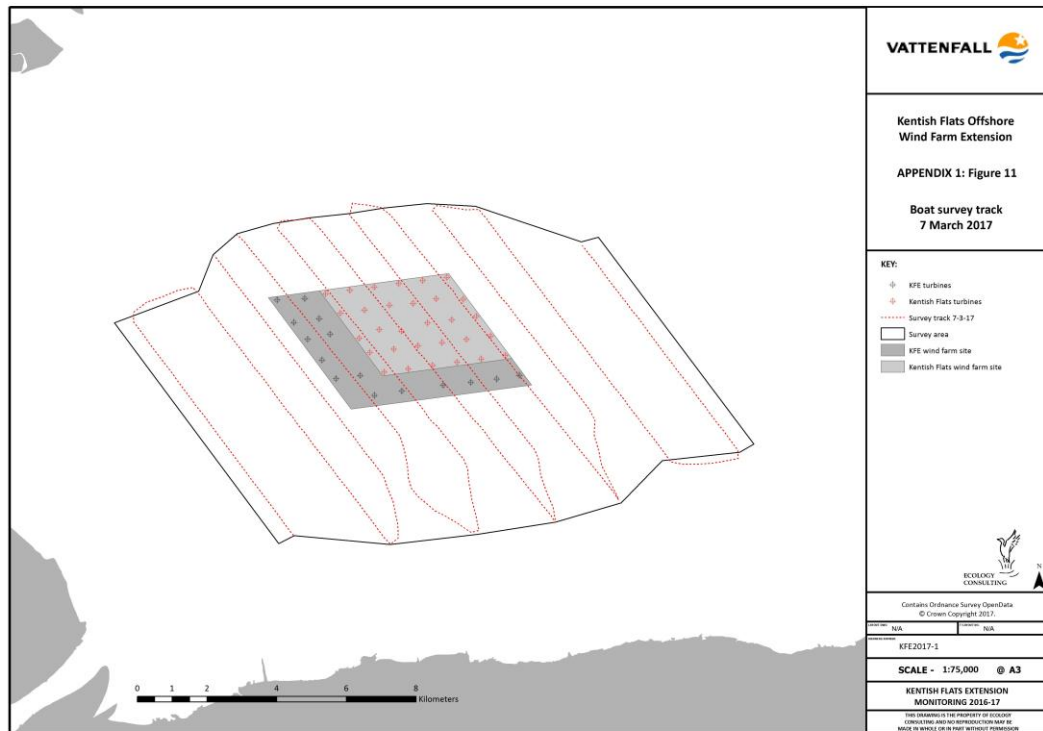 VATTENFALL
Kentish Flats Offshore
Wind Farm Extension
APPENDIX 1: Figure 11
Boat survey track
7 March 2017
KEY:
KFE turbines
Kentish Flats turbines
Survey track 7-3-17
Survey area
KFE wind farm site
Kentish Flats wind farm site
ECOLOGY
CONSULTING
N
Contains Ordnance Survey OpenData
© Crown Copyright 2017.
N/A
N/A
KFE2017-1
SCALE - 1:75,000 @ A3
KENTISH FLATS EXTENSION
MONITORING 2016-17
THIS DRAWING IS THE PROPERTY OF ECOLOGY
CONSULTING AND NO REPRODUCTION MAY BE
MADE IN WHOLE OR IN PART WITHOUT PERMISSION
0 1 2 4 6 8
Kilometers